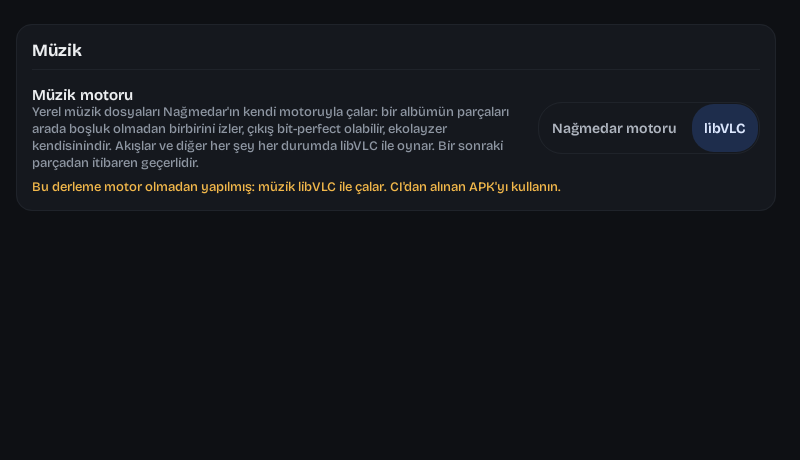 Müzik
Müzik motoru
Yerel müzik dosyaları Nağmedar'ın kendi motoruyla çalar: bir albümün parçaları
arada boşluk olmadan birbirini izler, çıkış bit-perfect olabilir, ekolayzer
kendisinindir. Akışlar ve diğer her şey her durumda libVLC ile oynar. Bir sonraki
parçadan itibaren geçerlidir.
Nağmedar motoru
libVLC
Bu derleme motor olmadan yapılmış: müzik libVLC ile çalar. CI'dan alınan APK'yı kullanın.